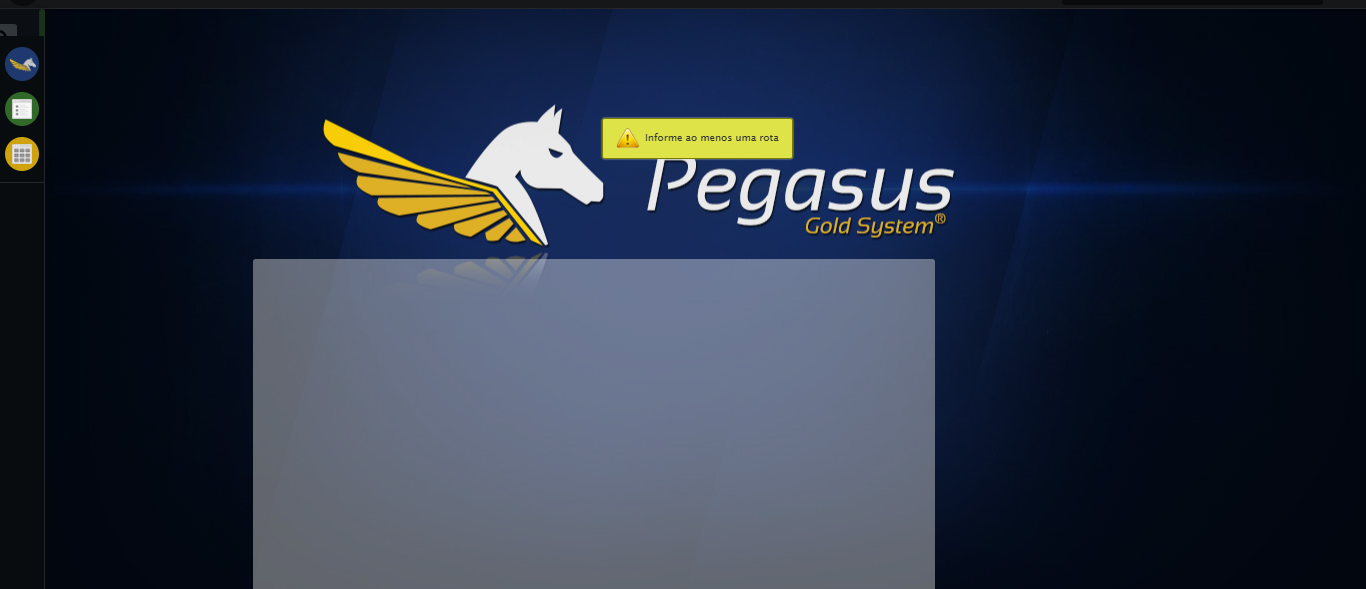 Informe ao menos uma rota
Pegasus
Gold System®